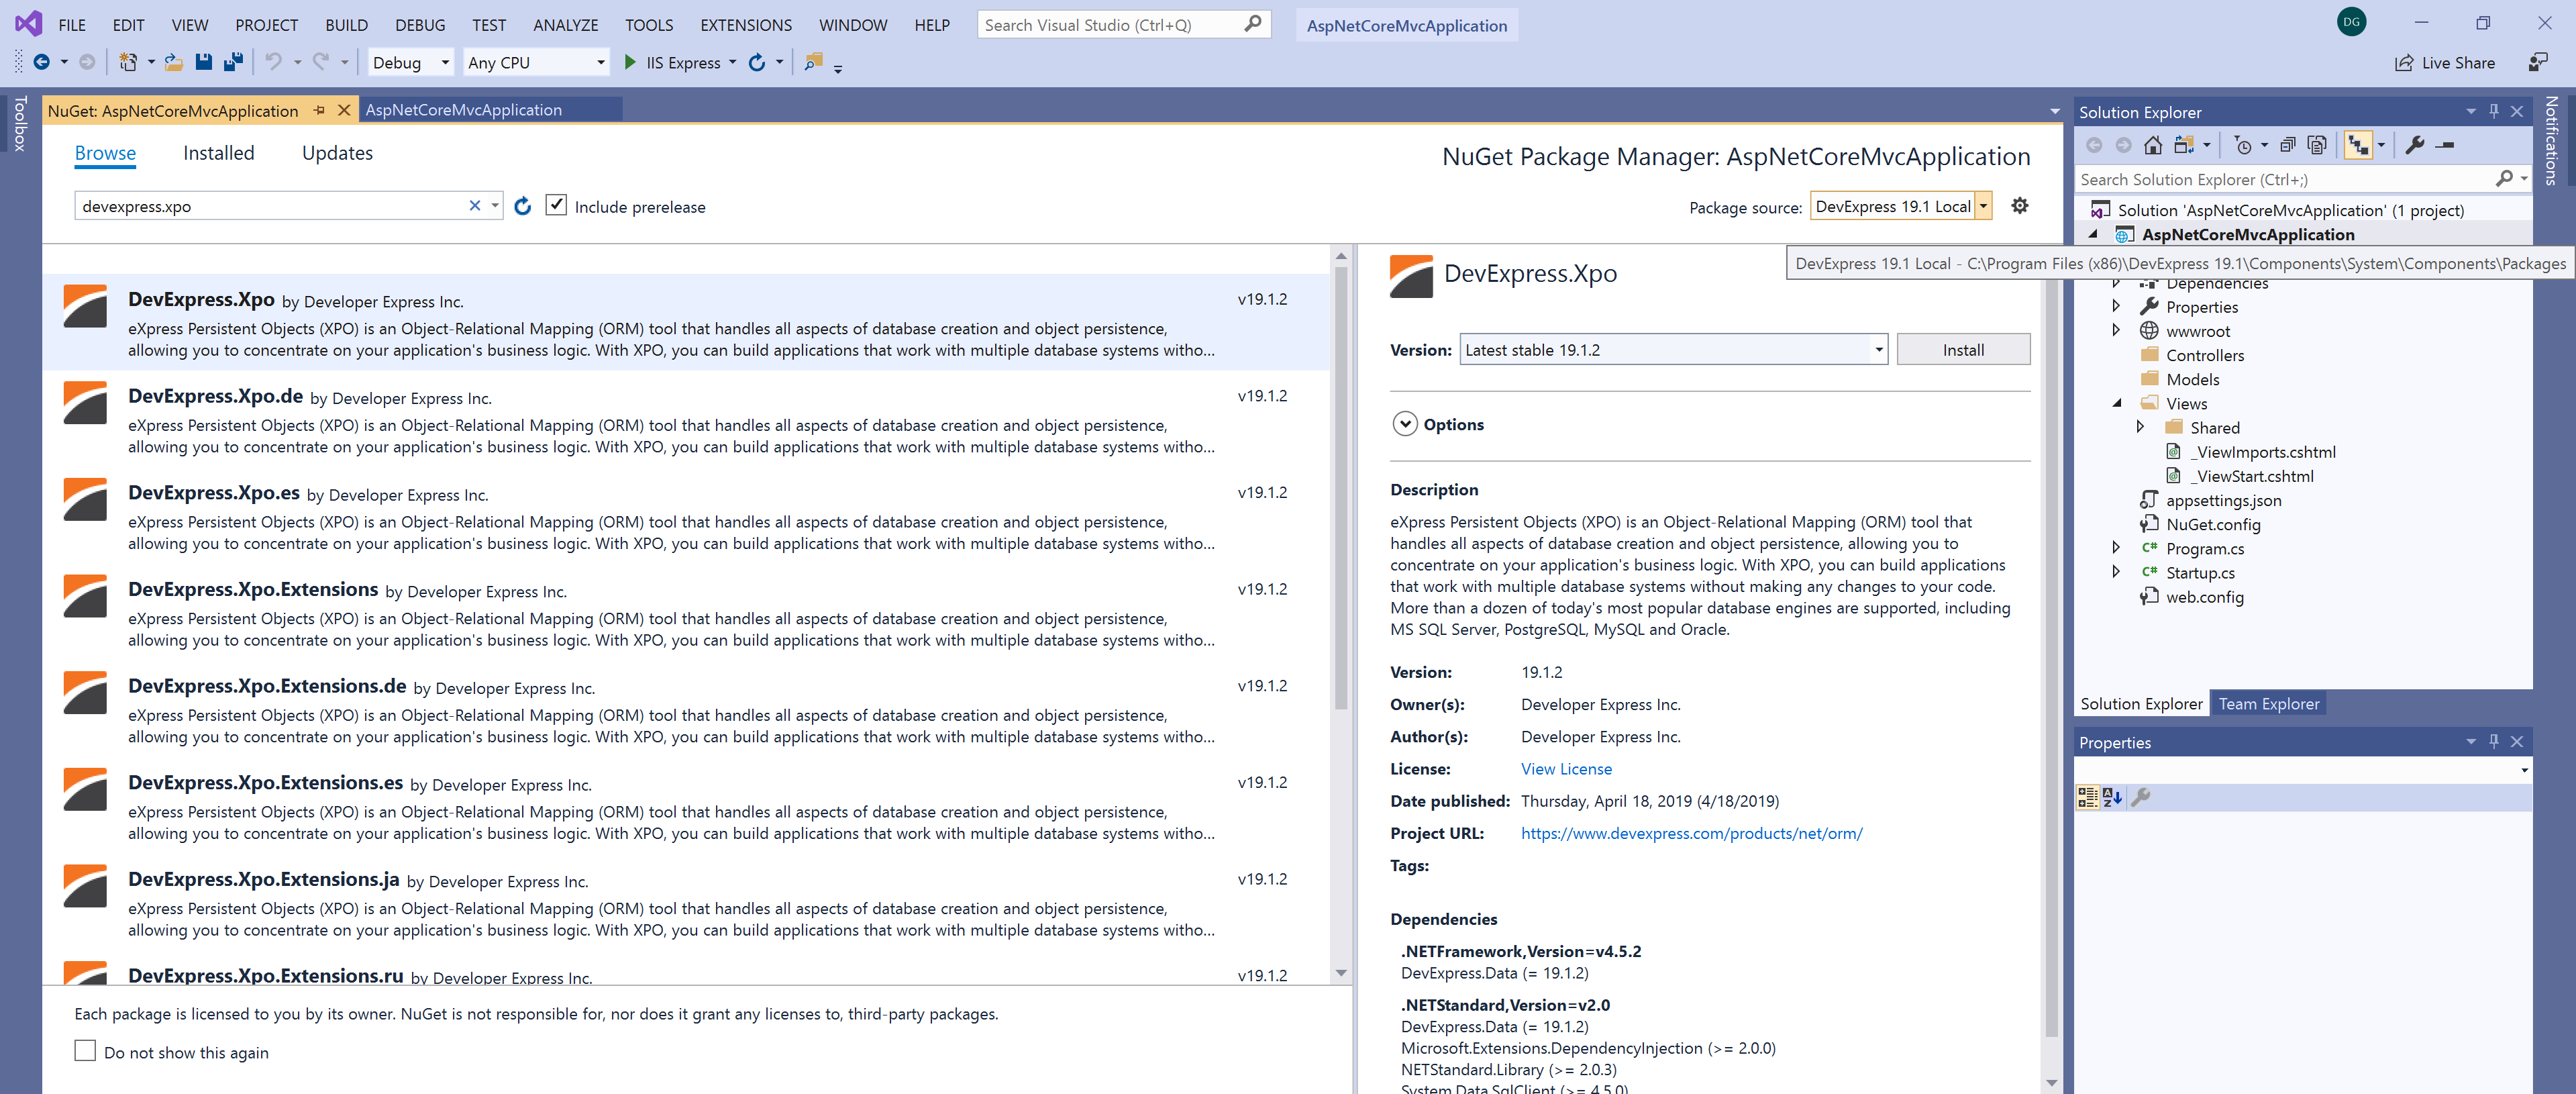 FILE EDIT VIEW PROJECT BUILD DEBUG TEST ANALYZE TOOLS EXTENSIONS WINDOW HELP Search Visual Studio (Ctrl+Q) AspNetCoreMvcApplication DG
Debug Any CPU IIS Express Live Share
Toolbox
NuGet: AspNetCoreMvcApplication AspNetCoreMvcApplication
Browse Installed Updates
NuGet Package Manager: AspNetCoreMvcApplication
devexpress.xpo Include prerelease
Package source: DevExpress 19.1 Local
DevExpress.Xpo by Developer Express Inc. v19.1.2
eXpress Persistent Objects (XPO) is an Object-Relational Mapping (ORM) tool that handles all aspects of database creation and object persistence,
allowing you to concentrate on your application's business logic. With XPO, you can build applications that work with multiple database systems witho...
DevExpress.Xpo.de by Developer Express Inc. v19.1.2
eXpress Persistent Objects (XPO) is an Object-Relational Mapping (ORM) tool that handles all aspects of database creation and object persistence,
allowing you to concentrate on your application's business logic. With XPO, you can build applications that work with multiple database systems witho...
DevExpress.Xpo.es by Developer Express Inc. v19.1.2
eXpress Persistent Objects (XPO) is an Object-Relational Mapping (ORM) tool that handles all aspects of database creation and object persistence,
allowing you to concentrate on your application's business logic. With XPO, you can build applications that work with multiple database systems witho...
DevExpress.Xpo.Extensions by Developer Express Inc. v19.1.2
eXpress Persistent Objects (XPO) is an Object-Relational Mapping (ORM) tool that handles all aspects of database creation and object persistence,
allowing you to concentrate on your application's business logic. With XPO, you can build applications that work with multiple database systems witho...
DevExpress.Xpo.Extensions.de by Developer Express Inc. v19.1.2
eXpress Persistent Objects (XPO) is an Object-Relational Mapping (ORM) tool that handles all aspects of database creation and object persistence,
allowing you to concentrate on your application's business logic. With XPO, you can build applications that work with multiple database systems witho...
DevExpress.Xpo.Extensions.es by Developer Express Inc. v19.1.2
eXpress Persistent Objects (XPO) is an Object-Relational Mapping (ORM) tool that handles all aspects of database creation and object persistence,
allowing you to concentrate on your application's business logic. With XPO, you can build applications that work with multiple database systems witho...
DevExpress.Xpo.Extensions.ja by Developer Express Inc. v19.1.2
eXpress Persistent Objects (XPO) is an Object-Relational Mapping (ORM) tool that handles all aspects of database creation and object persistence,
allowing you to concentrate on your application's business logic. With XPO, you can build applications that work with multiple database systems witho...
DevExpress.Xpo.Extensions.ru by Developer Express Inc. v19.1.2
Each package is licensed to you by its owner. NuGet is not responsible for, nor does it grant any licenses to, third-party packages.
Do not show this again
DevExpress.Xpo
Version: Latest stable 19.1.2 Install
Options
Description
eXpress Persistent Objects (XPO) is an Object-Relational Mapping (ORM) tool that
handles all aspects of database creation and object persistence, allowing you to
concentrate on your application's business logic. With XPO, you can build applications
that work with multiple database systems without making any changes to your code.
More than a dozen of today's most popular database engines are supported, including
MS SQL Server, PostgreSQL, MySQL and Oracle.
Version: 19.1.2
Owner(s): Developer Express Inc.
Author(s): Developer Express Inc.
License: View License
Date published: Thursday, April 18, 2019 (4/18/2019)
Project URL: https://www.devexpress.com/products/net/orm/
Tags:
Dependencies
.NETFramework,Version=v4.5.2
DevExpress.Data (= 19.1.2)
.NETStandard,Version=v2.0
DevExpress.Data (= 19.1.2)
Microsoft.Extensions.DependencyInjection (>= 2.0.0)
NETStandard.Library (>= 2.0.3)
System.Data.SqlClient (>= 4.5.0)
Solution Explorer
Search Solution Explorer (Ctrl+;)
Solution 'AspNetCoreMvcApplication' (1 project)
AspNetCoreMvcApplication
DevExpress 19.1 Local - C:\Program Files (x86)\DevExpress 19.1\Components\System\Components\Packages
Dependencies
Properties
wwwroot
Controllers
Models
Views
Shared
_ViewImports.cshtml
_ViewStart.cshtml
appsettings.json
NuGet.config
C# Program.cs
C# Startup.cs
web.config
Solution Explorer Team Explorer
Properties
Notifications